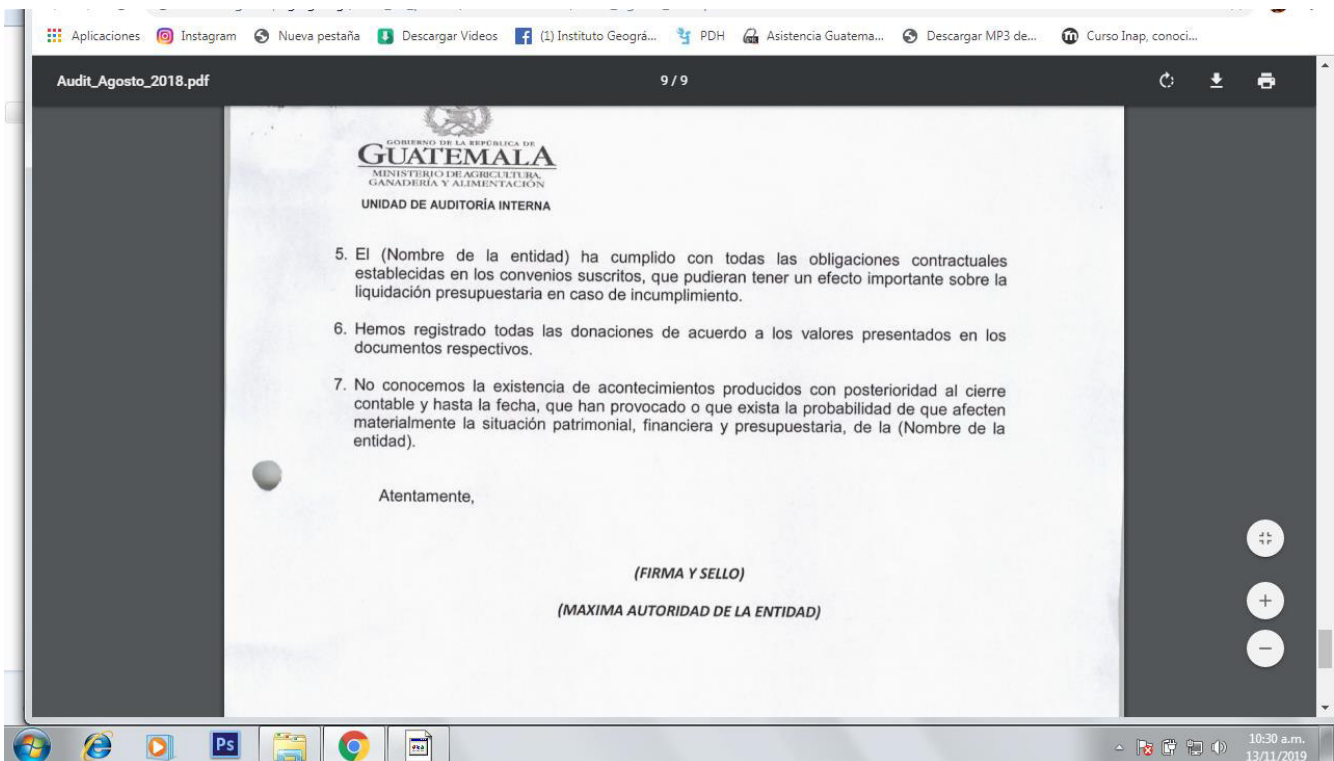 Aplicaciones Instagram Nueva pestaña Descargar Videos (1) Instituto Geográ... PDH Asistencia Guatema... Descargar MP3 de... Curso Inap, conoci...
Audit_Agosto_2018.pdf 9 / 9
GOBIERNO DE LA REPÚBLICA DE
GUATEMALA
MINISTERIO DE AGRICULTURA,
GANADERÍA Y ALIMENTACIÓN
UNIDAD DE AUDITORÍA INTERNA
5. El (Nombre de la entidad) ha cumplido con todas las obligaciones contractuales
establecidas en los convenios suscritos, que pudieran tener un efecto importante sobre la
liquidación presupuestaria en caso de incumplimiento.
6. Hemos registrado todas las donaciones de acuerdo a los valores presentados en los
documentos respectivos.
7. No conocemos la existencia de acontecimientos producidos con posterioridad al cierre
contable y hasta la fecha, que han provocado o que exista la probabilidad de que afecten
materialmente la situación patrimonial, financiera y presupuestaria, de la (Nombre de la
entidad).
Atentamente,
(FIRMA Y SELLO)
(MAXIMA AUTORIDAD DE LA ENTIDAD)
Ps
10:30 a.m.
13/11/2019